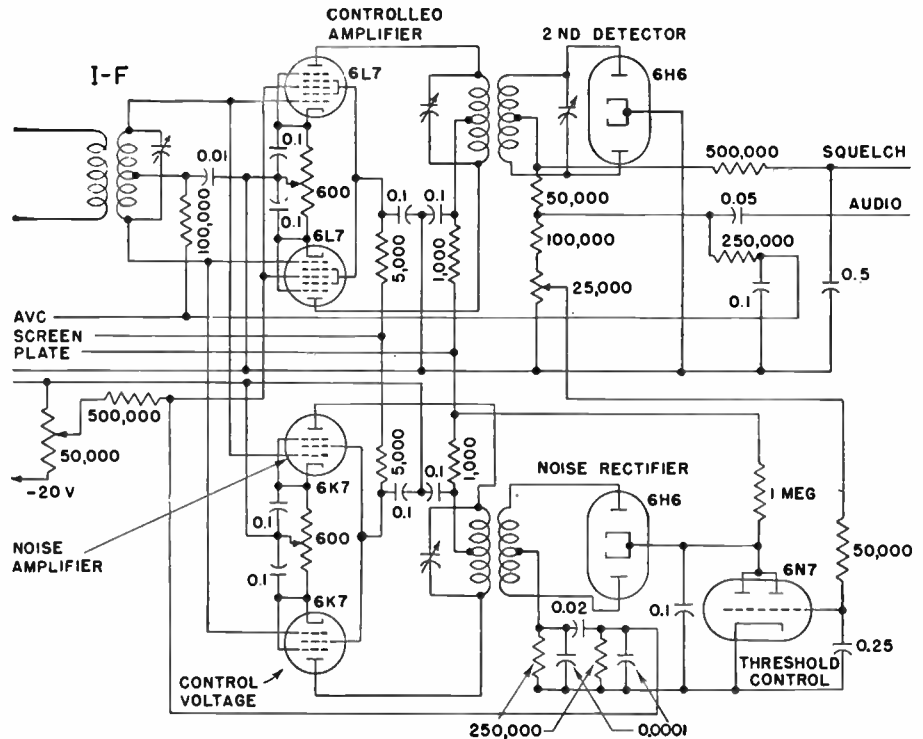 CONTROLLEO
AMPLIFIER
2 ND DETECTOR
I-F
6L7
6H6
0.1
0.01
600
0.1
0.1
0.1
500,000
SQUELCH
50,000
0.05
AUDIO
100,000
6L7
5,000
1,000
100,000
250,000
25,000
0.1
0.5
AVC
SCREEN
PLATE
500,000
50,000
-20 V
5,000
1,000
0.1
0.1
NOISE RECTIFIER
6H6
1 MEG
6K7
0.1
600
0.1
NOISE
AMPLIFIER
6K7
50,000
6N7
0.1
0.02
0.25
THRESHOLD
CONTROL
CONTROL
VOLTAGE
250,000
0.0001